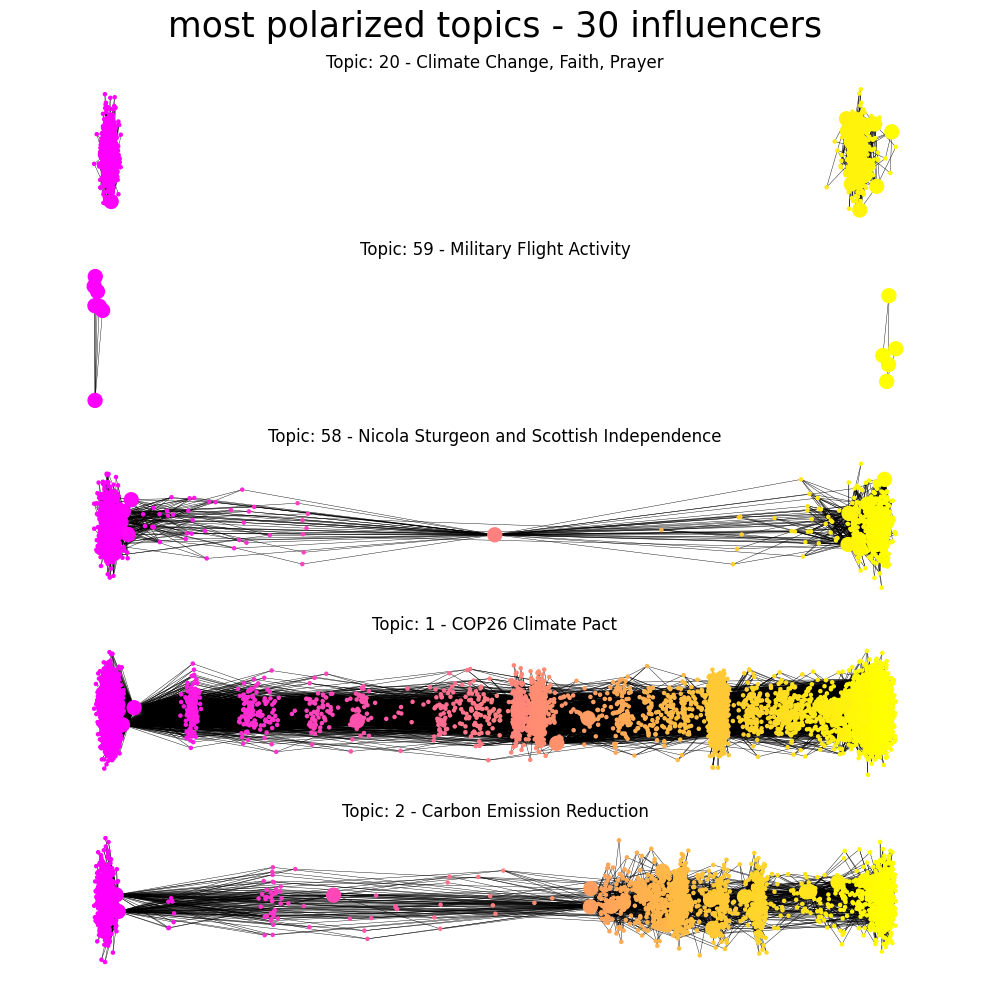 most polarized topics - 30 influencers
Topic: 20 - Climate Change, Faith, Prayer
Topic: 59 - Military Flight Activity
Topic: 58 - Nicola Sturgeon and Scottish Independence
Topic: 1 - COP26 Climate Pact
Topic: 2 - Carbon Emission Reduction